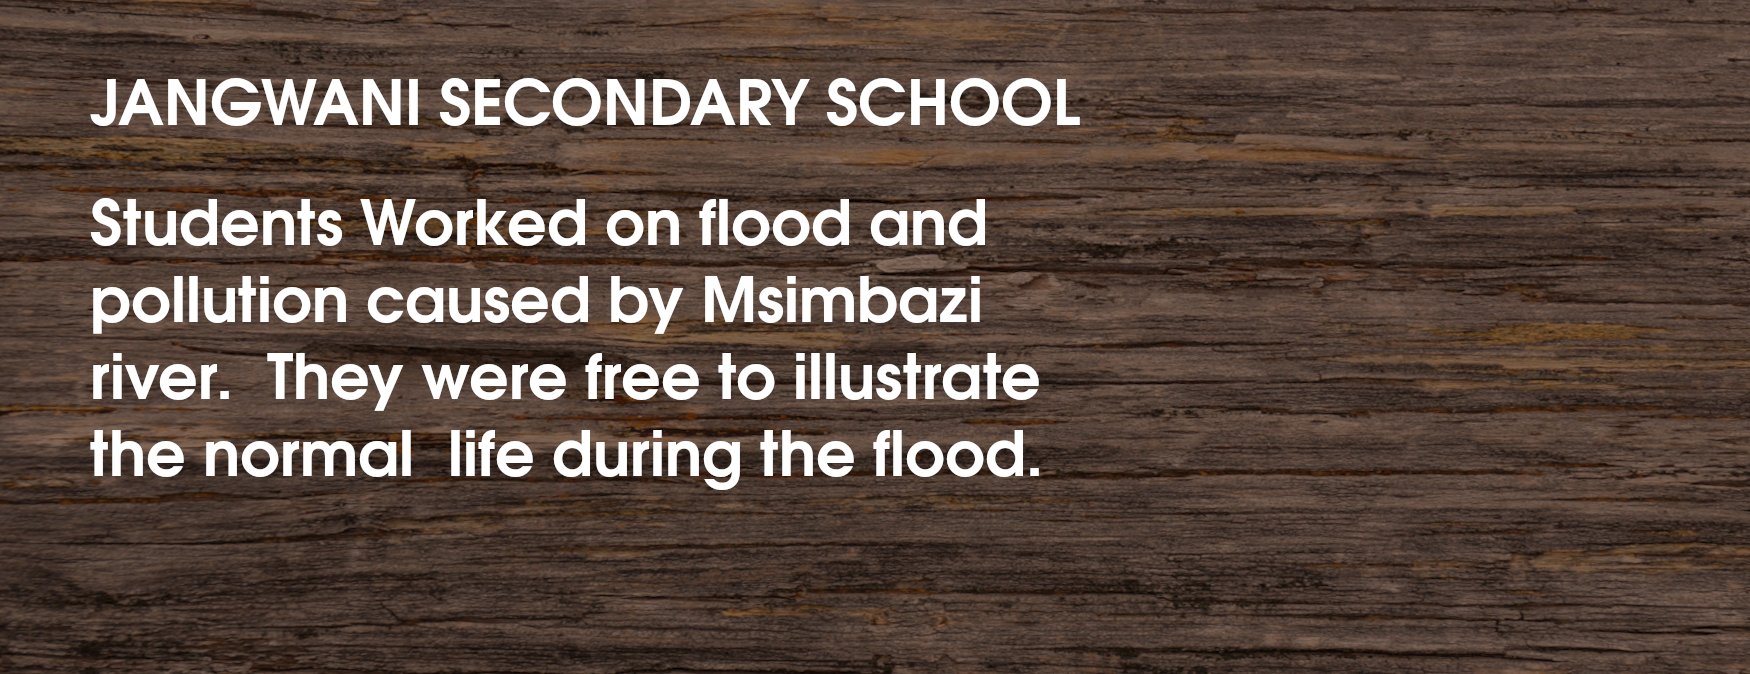 JANGWANI SECONDARY SCHOOL
Students Worked on flood and
pollution caused by Msimbazi
river.  They were free to illustrate
the normal  life during the flood.